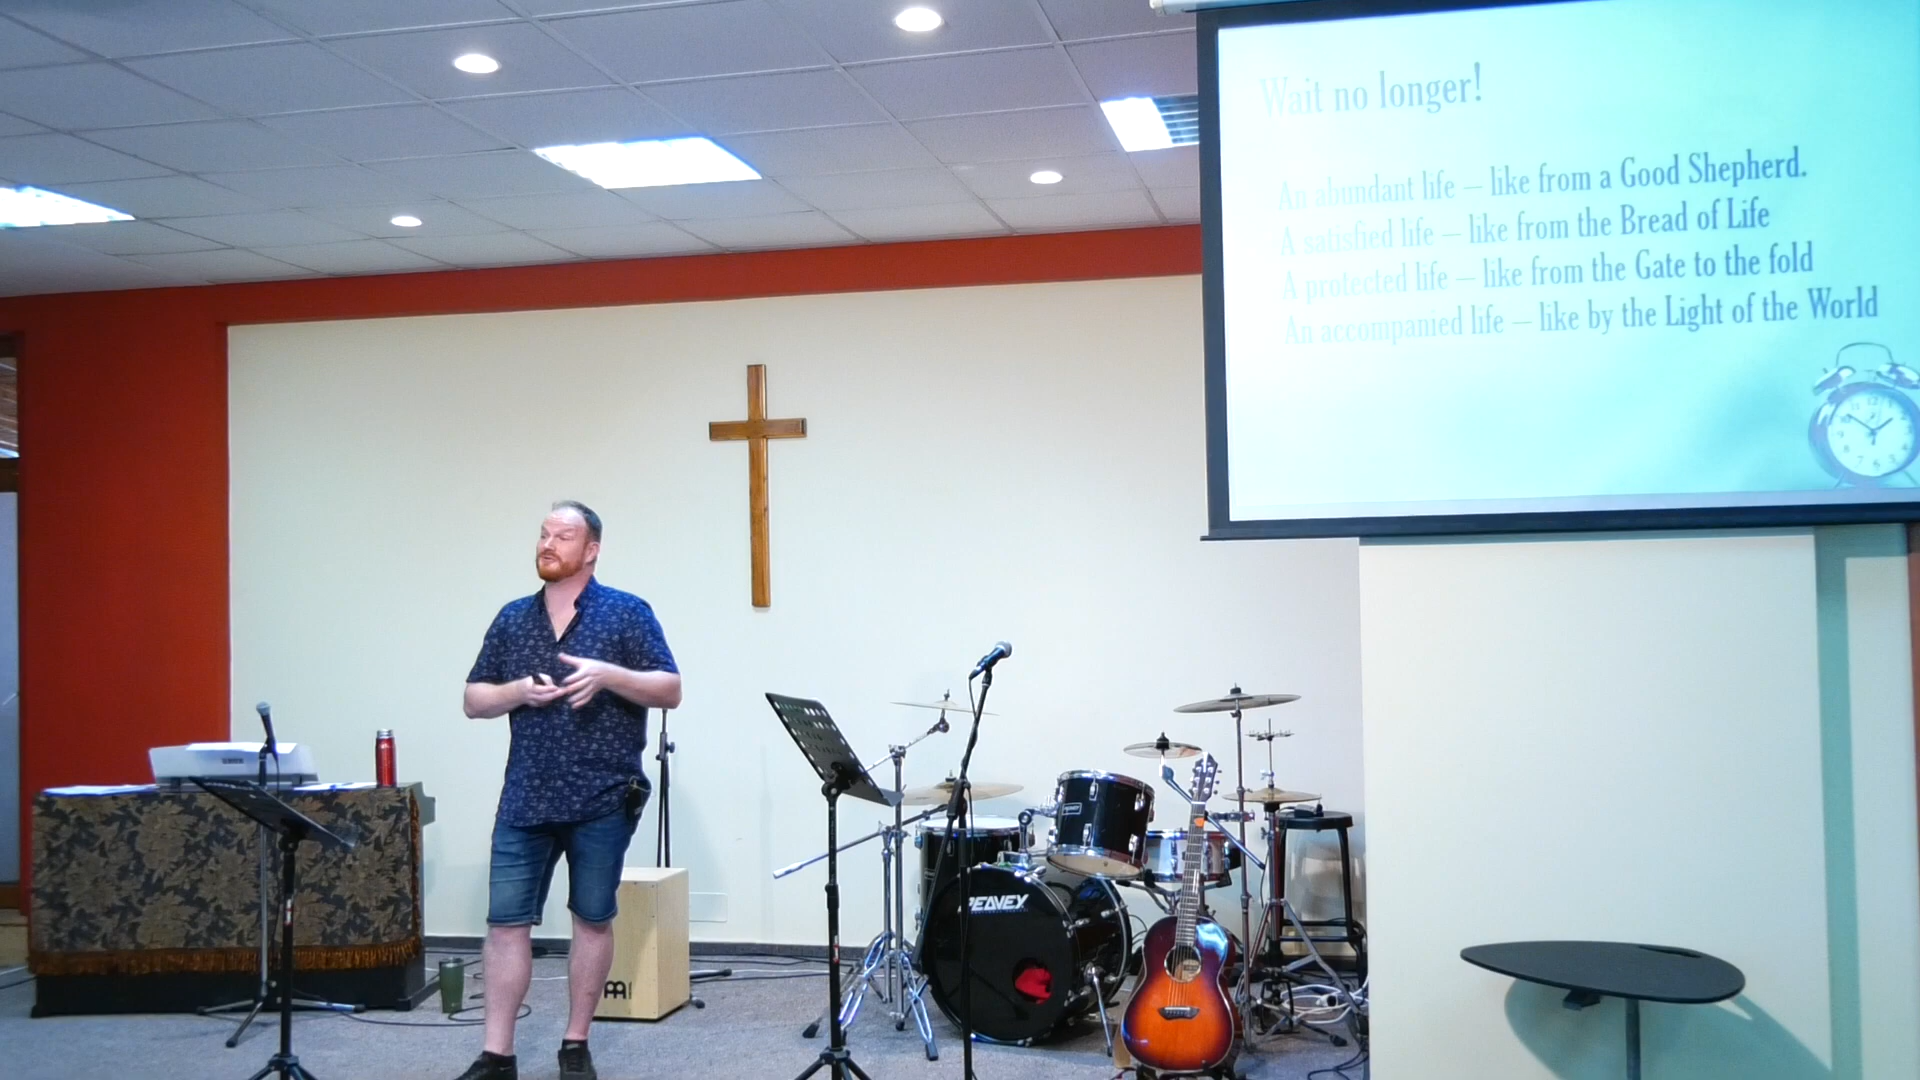 Wait no longer!
An abundant life – like from a Good Shepherd.
A satisfied life – like from the Bread of Life
A protected life – like from the Gate to the fold
An accompanied life – like by the Light of the World
PEAVEY